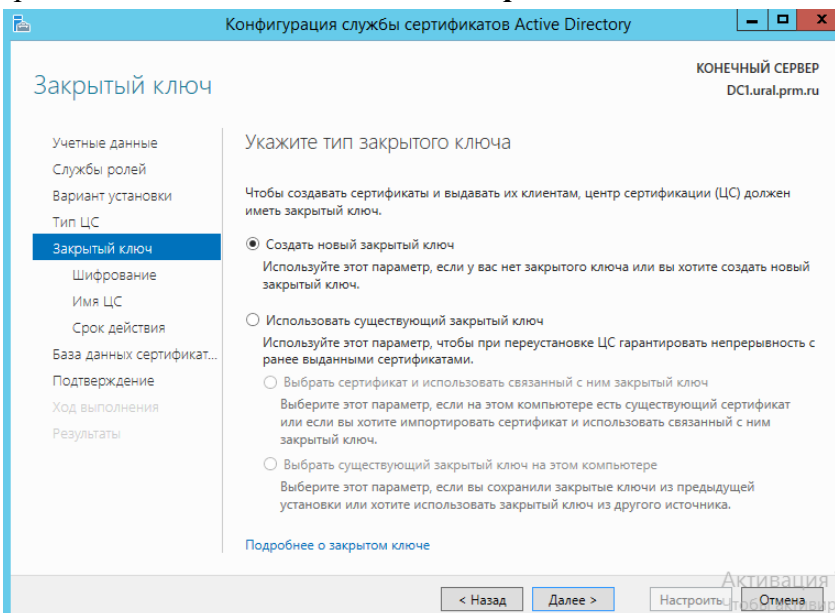 Конфигурация службы сертификатов Active Directory
Закрытый ключ
КОНЕЧНЫЙ СЕРВЕР
DC1.ural.prm.ru
Учетные данные
Службы ролей
Вариант установки
Тип ЦС
Закрытый ключ
Шифрование
Имя ЦС
Срок действия
База данных сертификат...
Подтверждение
Ход выполнения
Результаты
Укажите тип закрытого ключа
Чтобы создавать сертификаты и выдавать их клиентам, центр сертификации (ЦС) должен
иметь закрытый ключ.
Создать новый закрытый ключ
Используйте этот параметр, если у вас нет закрытого ключа или вы хотите создать новый
закрытый ключ.
Использовать существующий закрытый ключ
Используйте этот параметр, чтобы при переустановке ЦС гарантировать непрерывность с
ранее выданными сертификатами.
Выбрать сертификат и использовать связанный с ним закрытый ключ
Выберите этот параметр, если на этом компьютере есть существующий сертификат
или если вы хотите импортировать сертификат и использовать связанный с ним
закрытый ключ.
Выбрать существующий закрытый ключ на этом компьютере
Выберите этот параметр, если вы сохранили закрытые ключи из предыдущей
установки или хотите использовать закрытый ключ из другого источника.
Подробнее о закрытом ключе
Активация
< Назад
Далее >
Настроить
Отмена